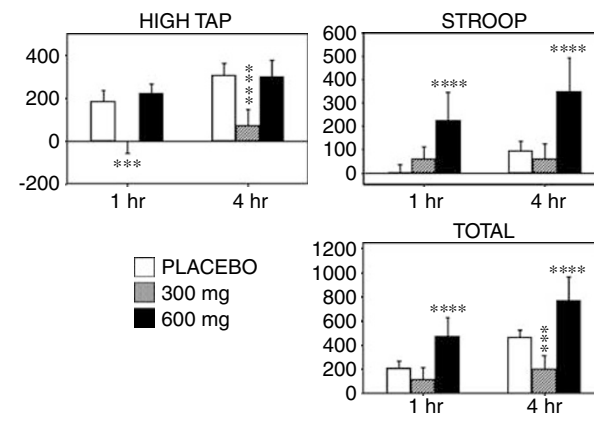 HIGH TAP
400
200
0
-200
****
***
1 hr
4 hr
STROOP
600
500
400
300
200
100
0
****
****
1 hr
4 hr
PLACEBO
300 mg
600 mg
TOTAL
1200
1000
800
600
400
200
0
****
***
****
1 hr
4 hr